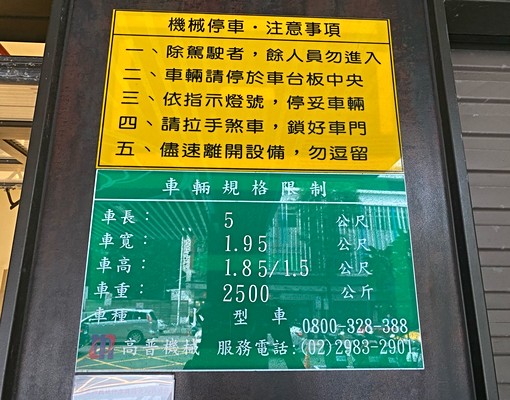 機械停車·注意事項
一、除駕駛者，餘人員勿進入
二、車輛請停於車台板中央
三、依指示燈號，停妥車輛
四、請拉手煞車，鎖好車門
五、儘速離開設備，勿逗留
車輛規格限制
車長： 5 公尺
車寬： 1.95 公尺
車高： 1.85/1.5 公尺
車重： 2500 公斤
車種： 小型車
0800-328-388
高普機械 服務電話:(02)2983-2901